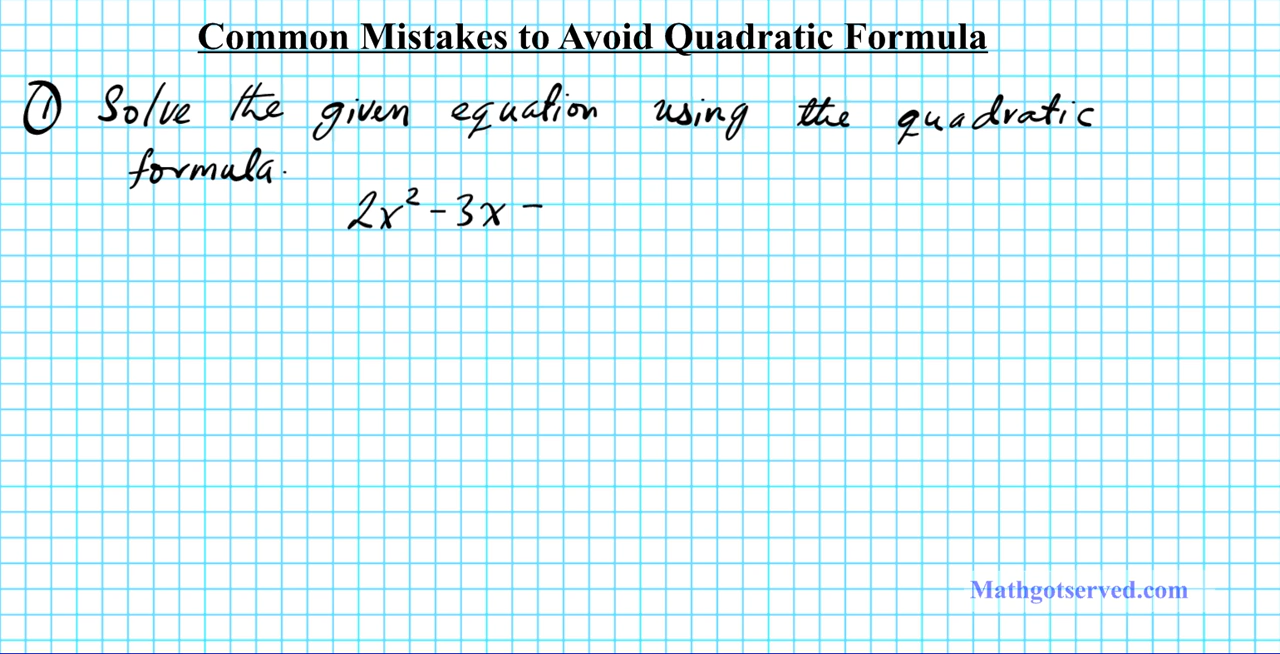 Common Mistakes to Avoid Quadratic Formula
① Solve the given equation using the quadratic
formula.
2x² - 3x -
Mathgotserved.com